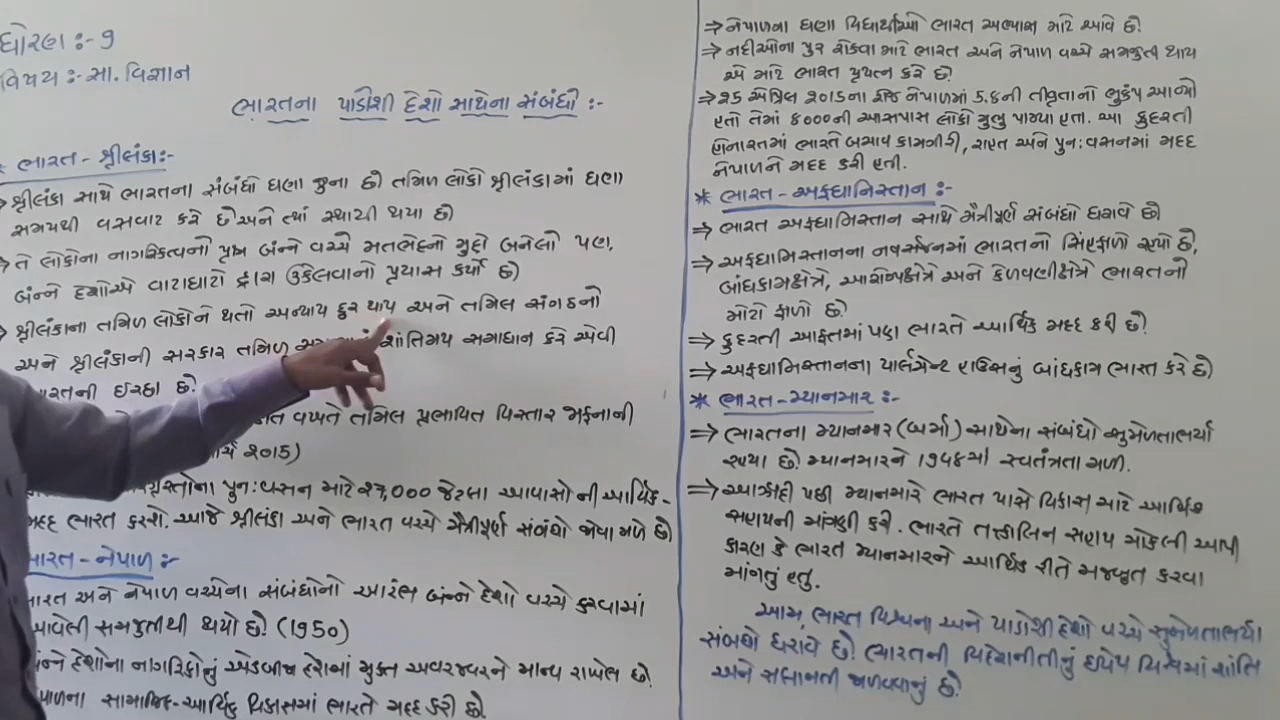 ધોરણ :- 9
વિષય :- સા. વિજ્ઞાન
ભારતના પાડોશી દેશો સાથેના સંબંધો :-
* ભારત - શ્રીલંકા :-
→ શ્રીલંકા સાથે ભારતના સંબંધો ઘણા જુના છે તમિળ લોકો શ્રીલંકામાં ઘણા
સમયથી વસવાટ કરે છે અને ત્યાં સ્થાયી થયા છે
→ તે લોકોના નાગરિકત્વનો પ્રશ્ન બંન્ને વચ્ચે મતભેદનો મુદ્દો બનેલો પણ,
બંન્ને દેશોએ વાટાઘાટો દ્વારા ઉકેલવાનો પ્રયાસ કર્યો છે
→ શ્રીલંકાના તમિળ લોકોને થતો અન્યાય દુર થાય અને તમિલ સંગઠનો
અને શ્રીલંકાની સરકાર તમિળ શાંતિમય સમાધાન કરે એવી
ભારતની ઈચ્છા છે.
વખતે તમિલ પ્રભાવિત વિસ્તાર જાફનાની
2015)
પુન:વસન માટે 27,000 જેટલા આવાસોની આર્થિક-
મદદ ભારત કરશે. આજે શ્રીલંકા અને ભારત વચ્ચે મૈત્રીપૂર્ણ સંબંધો જોવા મળે છે
ભારત - નેપાળ :-
ભારત અને નેપાળ વચ્ચેના સંબંધોનો આરંભ બંન્ને દેશો વચ્ચે કરવામાં
આવેલી સમજુતીથી થયો છે. (1950)
બંન્ને દેશોના નાગરિકોનું એકબીજા દેશોમાં મુક્ત અવરજવરને માન્ય રાખેલ છે.
નેપાળના સામાજિક-આર્થિક વિકાસમાં ભારતે મદદ કરી છે.
⇒ નેપાળના ઘણા વિદ્યાર્થીઓ ભારત અભ્યાસ માટે આવે છે.
⇒ નદીઓના પુર રોકવા માટે ભારત અને નેપાળ વચ્ચે સમજુતી થાય
એ માટે ભારત પ્રયત્ન કરે છે.
⇒ 25 એપ્રિલ 2015ના રોજ નેપાળમાં 5.8ની તીવ્રતાનો ભુકંપ આવ્યો
હતો તેમાં 8000ની આસપાસ લોકો મૃત્યુ પામ્યા હતા. આ કુદરતી
હોનારતમાં ભારતે બચાવ કામગીરી, રાહત અને પુન:વસનમાં મદદ
નેપાળને મદદ કરી હતી.
* ભારત - અફઘાનિસ્તાન :-
⇒ ભારત અફઘાનિસ્તાન સાથે મૈત્રીપૂર્ણ સંબંધો ધરાવે છે
⇒ અફઘાનિસ્તાનના નવસર્જનમાં ભારતનો સિંહફાળો રહ્યો છે,
બાંધકામક્ષેત્રે, આરોગ્યક્ષેત્રે અને કેળવણીક્ષેત્રે ભારતનો
મોટો ફાળો છે.
⇒ કુદરતી આફતમાં પણ ભારતે આર્થિક મદદ કરી છે.
⇒ અફઘાનિસ્તાનના પાર્લામેન્ટ હાઉસનું બાંધકામ ભારત કરે છે
* ભારત - મ્યાનમાર :-
⇒ ભારતના મ્યાનમાર (બર્મા) સાથેના સંબંધો સુમેળતાભર્યા
રહ્યા છે. મ્યાનમારને 1948માં સ્વતંત્રતા મળી.
⇒ આઝાદી પછી મ્યાનમારે ભારત પાસે વિકાસ માટે આર્થિક
સહાયની માંગણી કરી. ભારતે તત્કાલિન સહાય મોકલી આપી
કારણ કે ભારત મ્યાનમારને આર્થિક રીતે મજબુત કરવા
માંગતું હતું.
આમ, ભારત વિશ્વના અને પાડોશી દેશો વચ્ચે સુમેળતાભર્યા
સંબંધો ધરાવે છે. ભારતની વિદેશનીતીનું ધ્યેય વિશ્વમાં શાંતિ
અને સલામતી જાળવવાનું છે.